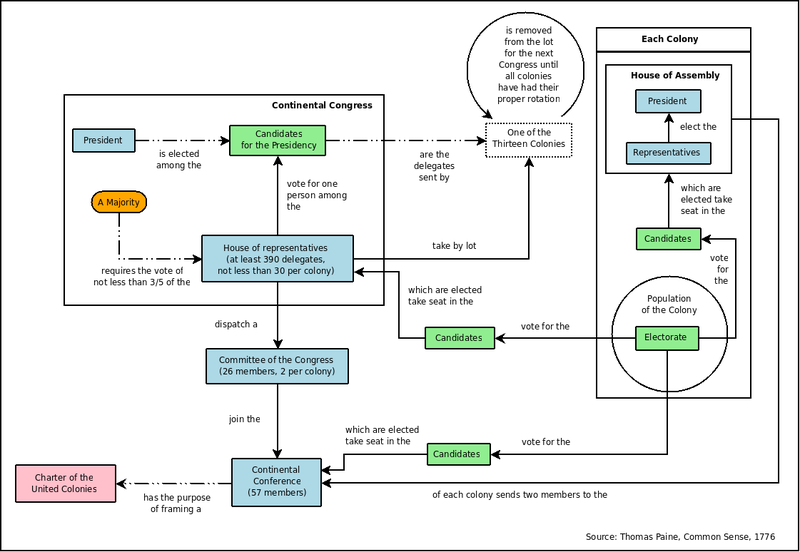 is removed
from the lot
for the next
Congress until
all colonies
have had their
proper rotation
Each Colony
House of Assembly
President
elect the
Representatives
which are
elected take
seat in the
Candidates
vote
for
the
Population
of the Colony
Electorate
Continental Congress
President
is elected
among the
Candidates
for the Presidency
are the
delegates
sent by
One of the
Thirteen Colonies
vote for one
person among
the
A Majority
requires the vote of
not less than 3/5 of the
House of representatives
(at least 390 delegates,
not less than 30 per colony)
take by lot
which are elected
take seat in the
Candidates
vote for the
dispatch a
Committee of the Congress
(26 members, 2 per colony)
join the
which are elected
take seat in the
Candidates
vote for the
Charter of the
United Colonies
has the purpose
of framing a
Continental
Conference
(57 members)
of each colony sends two members to the
Source: Thomas Paine, Common Sense, 1776